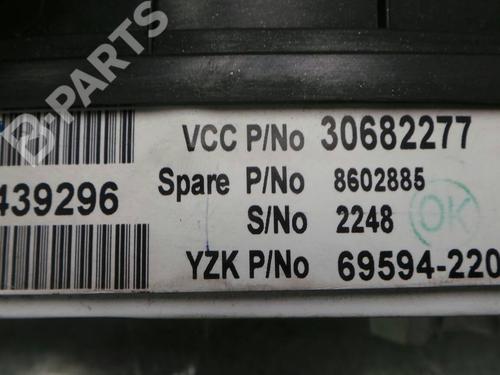 B-PARTS
VCC P/No 30682277
439296 Spare P/No 8602885
S/No 2248 OK
YZK P/No 69594-220